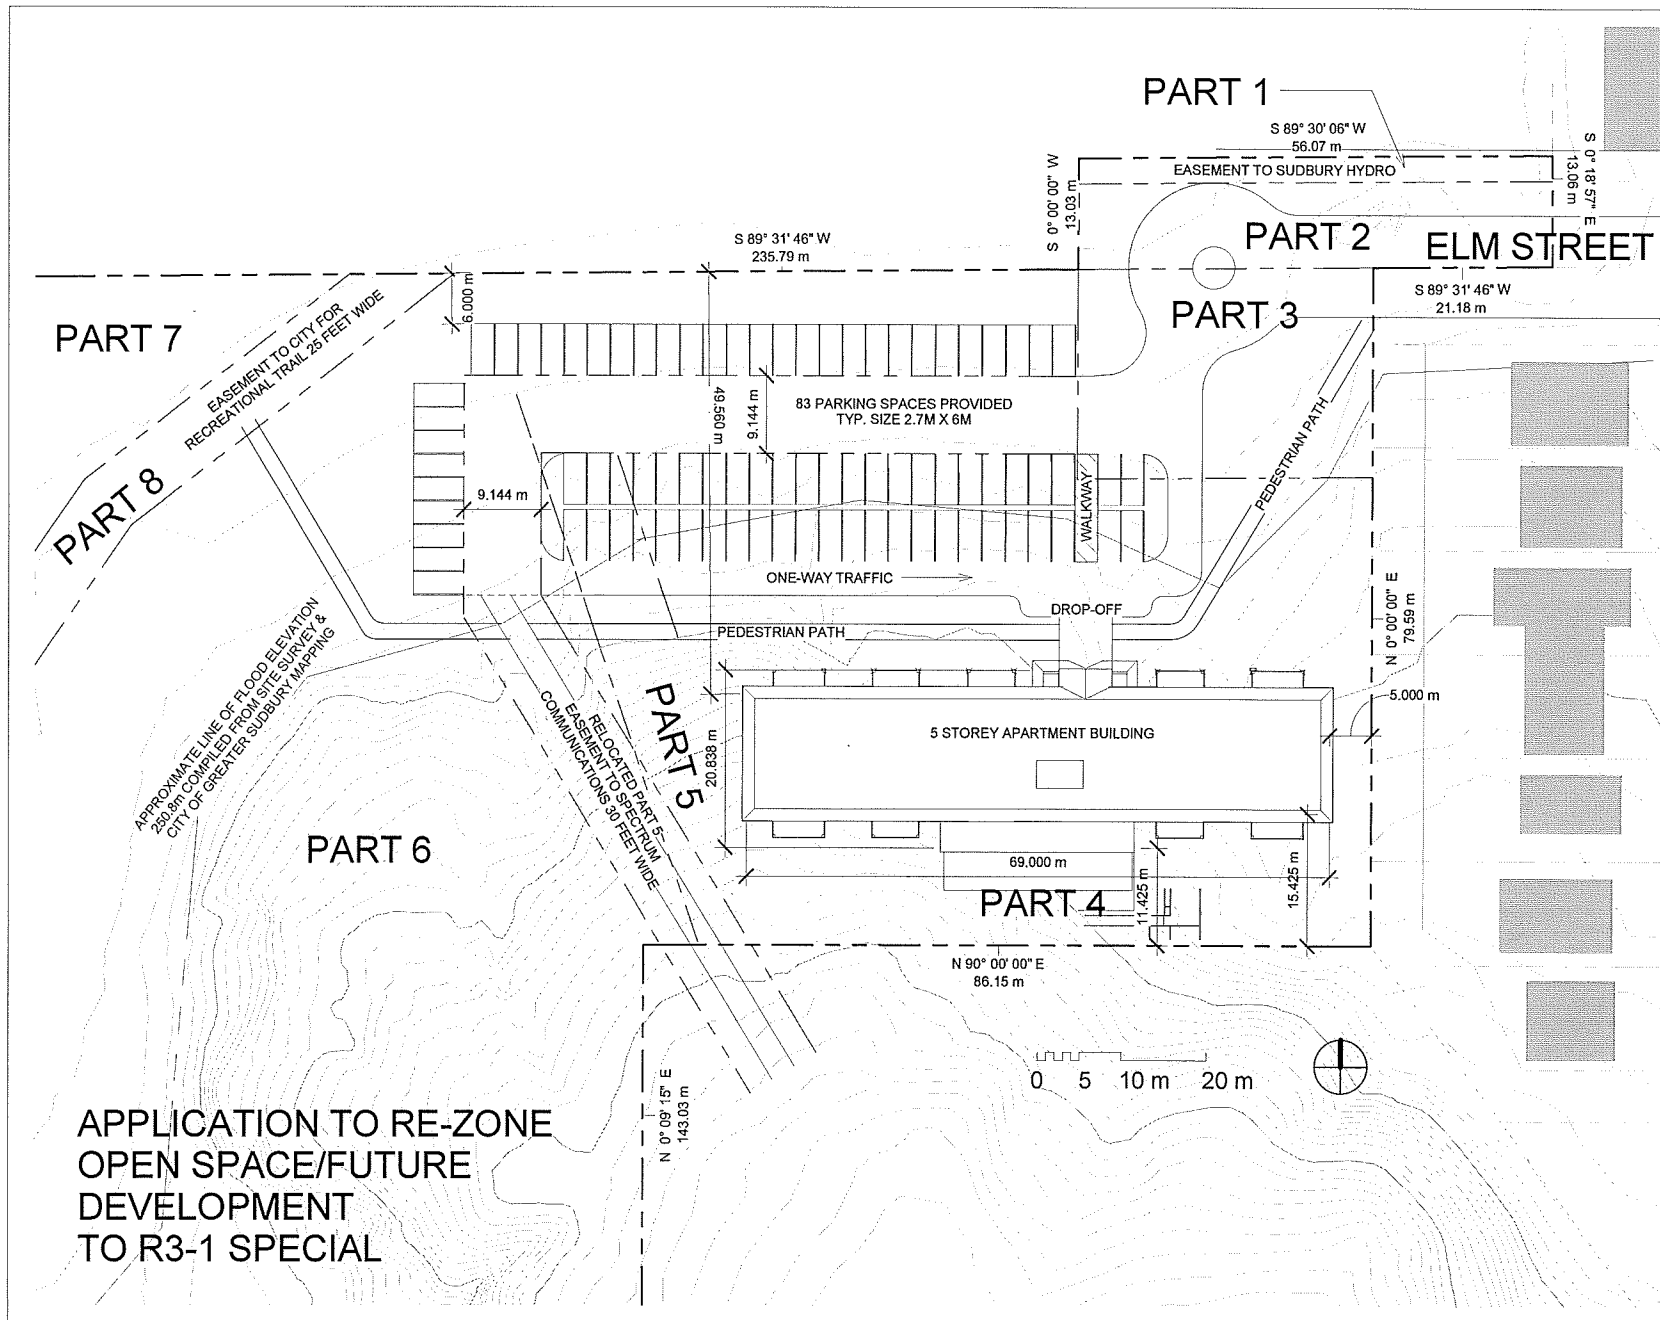 PART 1
S 89° 30' 06" W
56.07 m
EASEMENT TO SUDBURY HYDRO
S 0° 00' 00" W
13.03 m
S 0° 18' 57" E
13.06 m
PART 2
ELM STREET
S 89° 31' 46" W
235.79 m
S 89° 31' 46" W
21.18 m
PART 3
6.000 m
PART 7
EASEMENT TO CITY FOR
RECREATIONAL TRAIL 25 FEET WIDE
PART 8
49.560 m
9.144 m
83 PARKING SPACES PROVIDED
TYP. SIZE 2.7M X 6M
PEDESTRIAN PATH
9.144 m
WALKWAY
ONE-WAY TRAFFIC
DROP-OFF
PEDESTRIAN PATH
N 0° 00' 00" E
79.59 m
5.000 m
APPROXIMATE LINE OF FLOOD ELEVATION
250.8m COMPILED FROM SITE SURVEY &
CITY OF GREATER SUDBURY MAPPING
RELOCATED PART 5-
EASEMENT TO SPECTRUM
COMMUNICATIONS 30 FEET WIDE
PART 5
20.838 m
5 STOREY APARTMENT BUILDING
PART 6
69.000 m
PART 4
11.425 m
15.425 m
N 90° 00' 00" E
86.15 m
N 0° 09' 15" E
143.03 m
0 5 10 m 20 m
APPLICATION TO RE-ZONE
OPEN SPACE/FUTURE
DEVELOPMENT
TO R3-1 SPECIAL